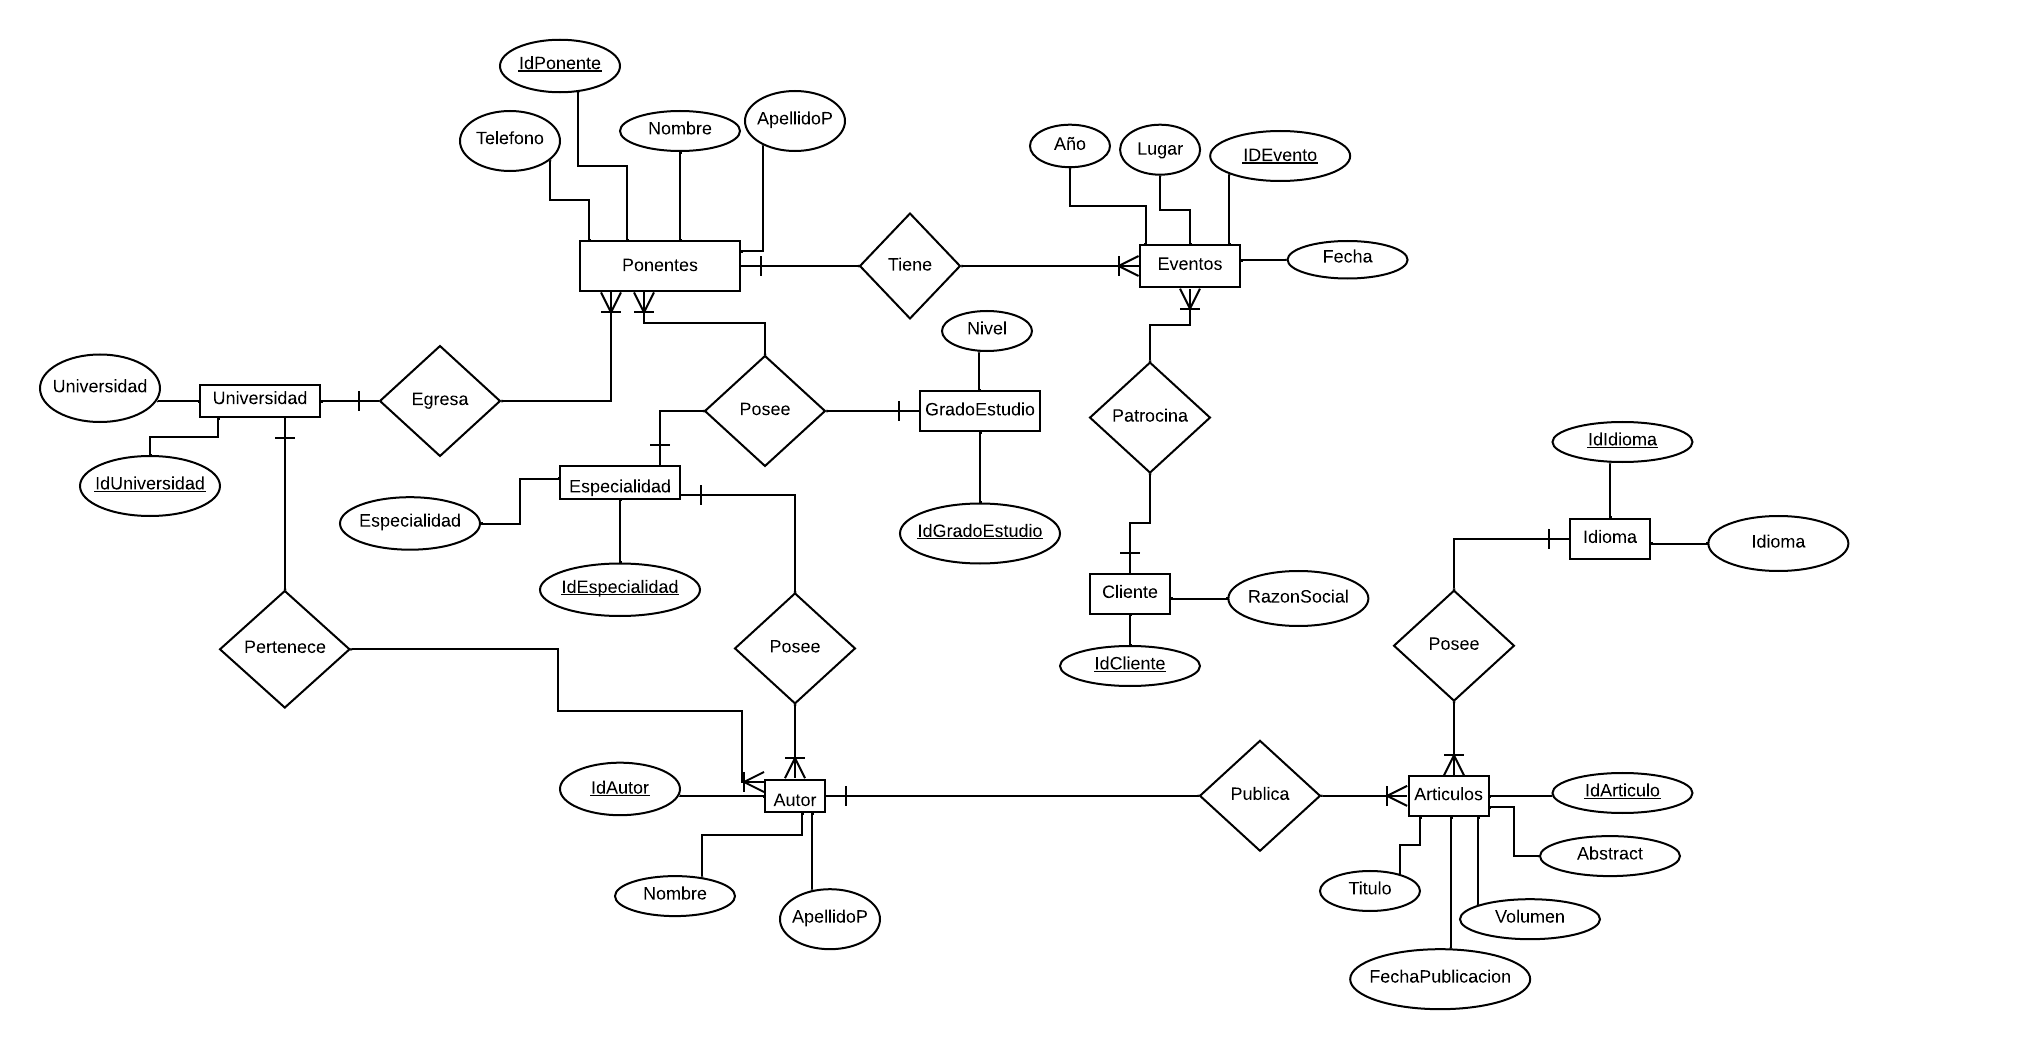 IdPonente
ApellidoP
Nombre
Telefono
Año
Lugar
IDEvento
Ponentes
Tiene
Eventos
Fecha
Nivel
Universidad
Universidad
Egresa
Posee
GradoEstudio
Patrocina
IdIdioma
IdUniversidad
Especialidad
Especialidad
IdGradoEstudio
Idioma
Idioma
IdEspecialidad
Cliente
RazonSocial
Pertenece
Posee
IdCliente
Posee
IdAutor
Autor
Publica
Articulos
IdArticulo
Abstract
Nombre
ApellidoP
Titulo
Volumen
FechaPublicacion